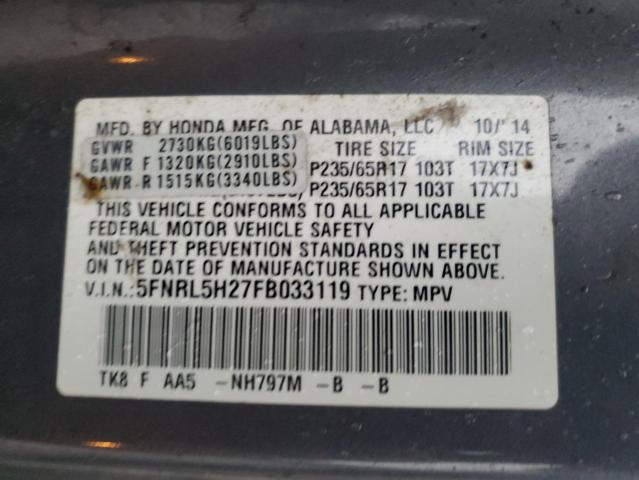 MFD. BY HONDA MFG. OF ALABAMA, LLC 10/'14
GVWR 2730KG(6019LBS) TIRE SIZE RIM SIZE
GAWR F 1320KG(2910LBS) P235/65R17 103T 17X7J
GAWR R 1515KG(3340LBS) P235/65R17 103T 17X7J
THIS VEHICLE CONFORMS TO ALL APPLICABLE
FEDERAL MOTOR VEHICLE SAFETY
AND THEFT PREVENTION STANDARDS IN EFFECT
ON THE DATE OF MANUFACTURE SHOWN ABOVE.
V.I.N.:5FNRL5H27FB033119 TYPE: MPV
TK8 F AA5 -NH797M -B -B